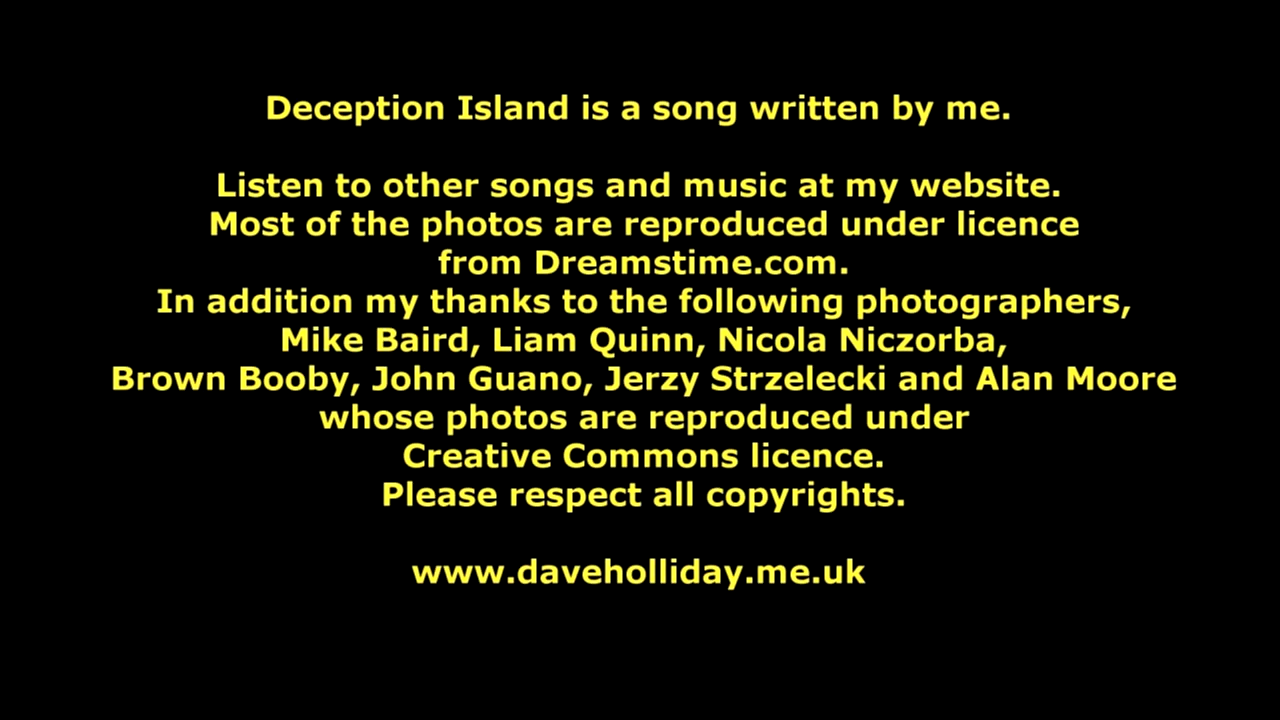 Deception Island is a song written by me.
Listen to other songs and music at my website.
Most of the photos are reproduced under licence
from Dreamstime.com.
In addition my thanks to the following photographers,
Mike Baird, Liam Quinn, Nicola Niczorba,
Brown Booby, John Guano, Jerzy Strzelecki and Alan Moore
whose photos are reproduced under
Creative Commons licence.
Please respect all copyrights.
www.daveholliday.me.uk